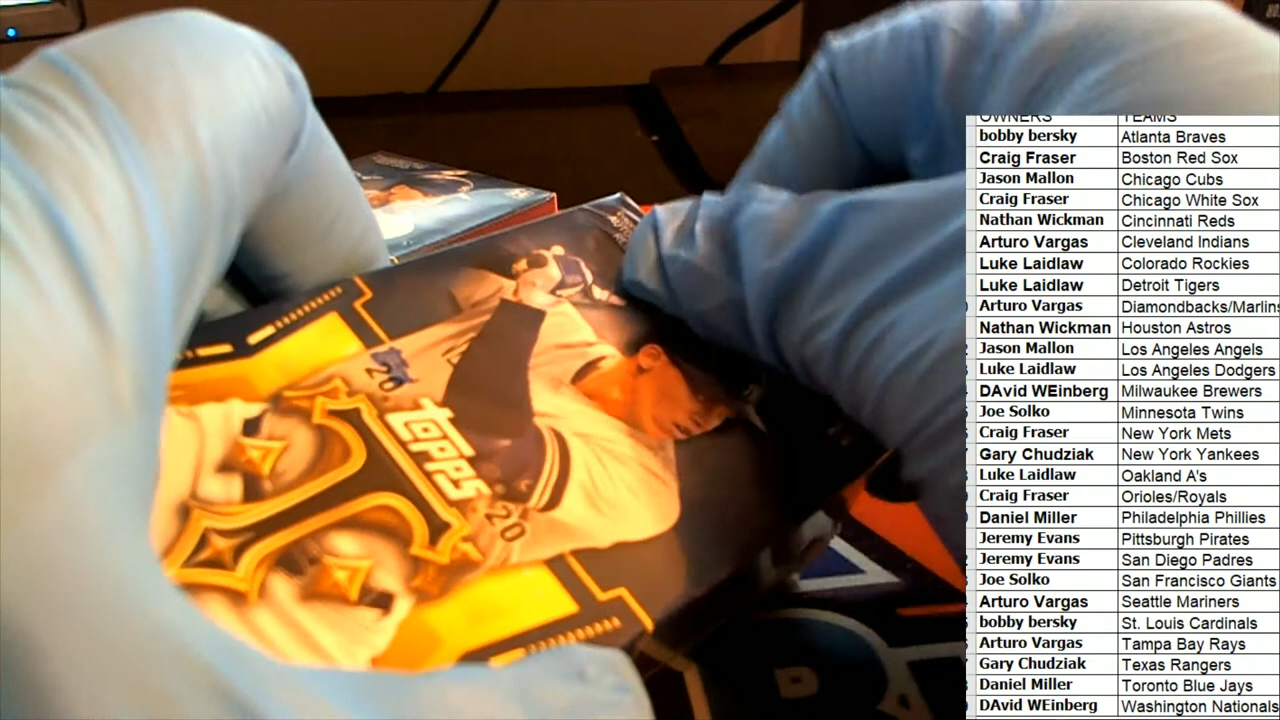 OWNERS TEAMS
bobby bersky Atlanta Braves
Craig Fraser Boston Red Sox
Jason Mallon Chicago Cubs
Craig Fraser Chicago White Sox
Nathan Wickman Cincinnati Reds
Arturo Vargas Cleveland Indians
Luke Laidlaw Colorado Rockies
Luke Laidlaw Detroit Tigers
Arturo Vargas Diamondbacks/Marlins
Nathan Wickman Houston Astros
Jason Mallon Los Angeles Angels
Luke Laidlaw Los Angeles Dodgers
DAvid WEinberg Milwaukee Brewers
Joe Solko Minnesota Twins
Craig Fraser New York Mets
Gary Chudziak New York Yankees
Luke Laidlaw Oakland A's
Craig Fraser Orioles/Royals
Daniel Miller Philadelphia Phillies
Jeremy Evans Pittsburgh Pirates
Jeremy Evans San Diego Padres
Joe Solko San Francisco Giants
Arturo Vargas Seattle Mariners
bobby bersky St. Louis Cardinals
Arturo Vargas Tampa Bay Rays
Gary Chudziak Texas Rangers
Daniel Miller Toronto Blue Jays
DAvid WEinberg Washington Nationals
20 TOPPS 20
T